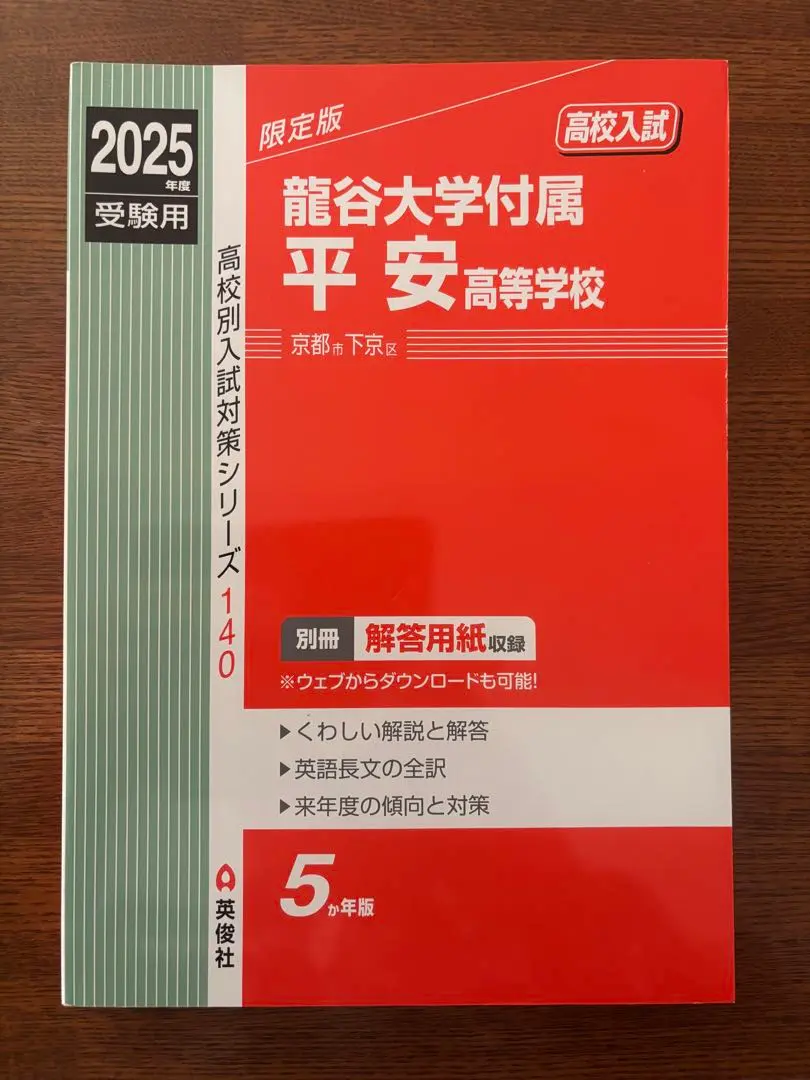 2025
年度
受験用
高校別入試対策シリーズ140
英俊社
限定版
高校入試
龍谷大学付属
平安高等学校
京都市下京区
別冊 解答用紙収録
※ウェブからダウンロードも可能!
▶くわしい解説と解答
▶英語長文の全訳
▶来年度の傾向と対策
5か年版